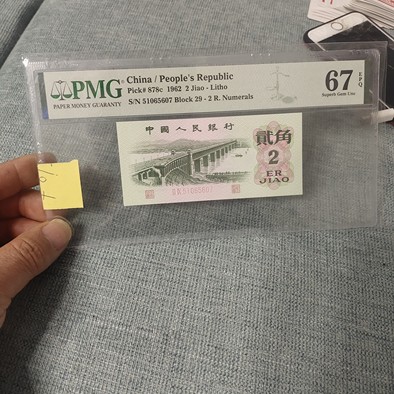 PMG
PAPER MONEY GUARANTY
China / People's Republic
Pick# 878c 1962 2 Jiao - Litho
S/N 51065607 Block 29 - 2 R. Numerals
67 EPQ
Superb Gem Unc
中國人民銀行
貳角
2
ER
JIAO
51065607